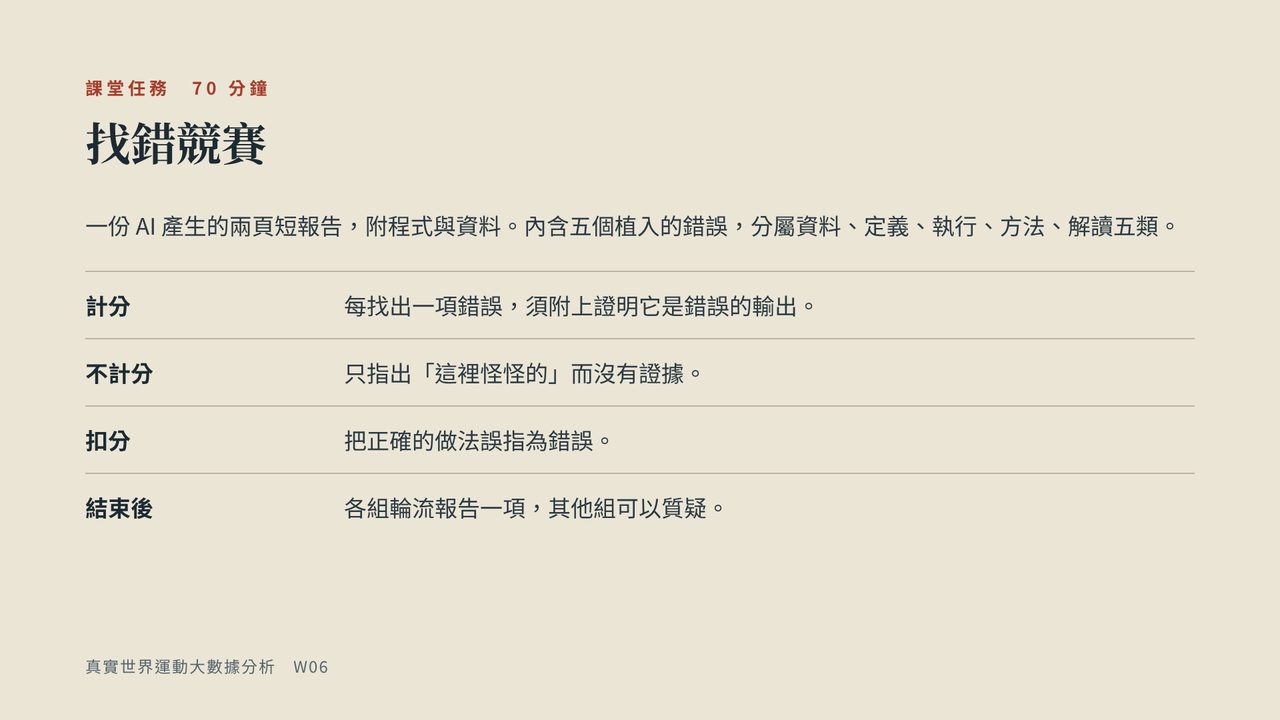 課堂任務 70 分鐘
找錯競賽
一份 AI 產生的兩頁短報告，附程式與資料。內含五個植入的錯誤，分屬資料、定義、執行、方法、解讀五類。
計分 每找出一項錯誤，須附上證明它是錯誤的輸出。
不計分 只指出「這裡怪怪的」而沒有證據。
扣分 把正確的做法誤指為錯誤。
結束後 各組輪流報告一項，其他組可以質疑。
真實世界運動大數據分析 W06